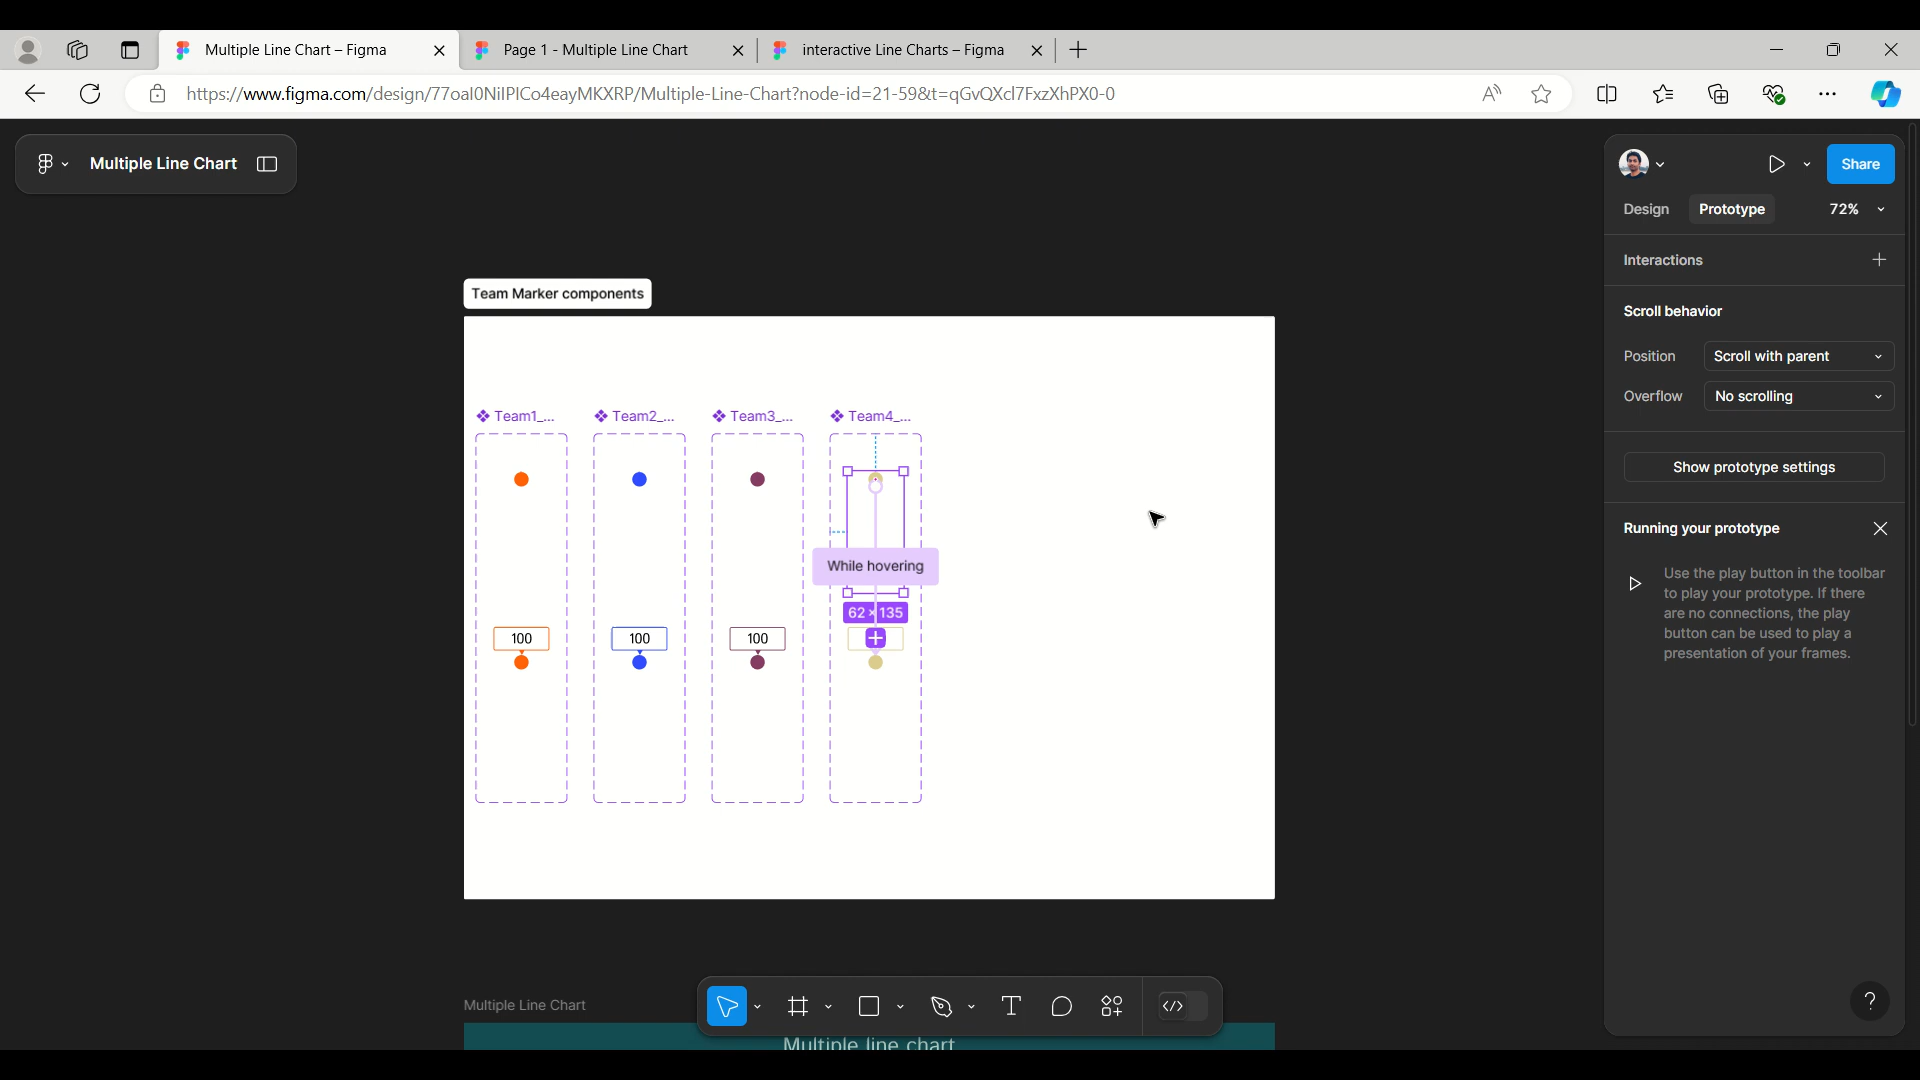 Multiple Line Chart – Figma
Page 1 - Multiple Line Chart
interactive Line Charts – Figma
https://www.figma.com/design/77oal0NilPlCo4eayMKXRP/Multiple-Line-Chart?node-id=21-59&t=qGvQXcl7FxzXhPX0-0
Multiple Line Chart
Share
Design
Prototype
72%
Interactions
Scroll behavior
Position
Scroll with parent
Overflow
No scrolling
Show prototype settings
Running your prototype
Use the play button in the toolbar
to play your prototype. If there
are no connections, the play
button can be used to play a
presentation of your frames.
Team Marker components
Team1_...
Team2_...
Team3_...
Team4_...
While hovering
62 × 135
100
100
100
Multiple Line Chart
Multiple line chart